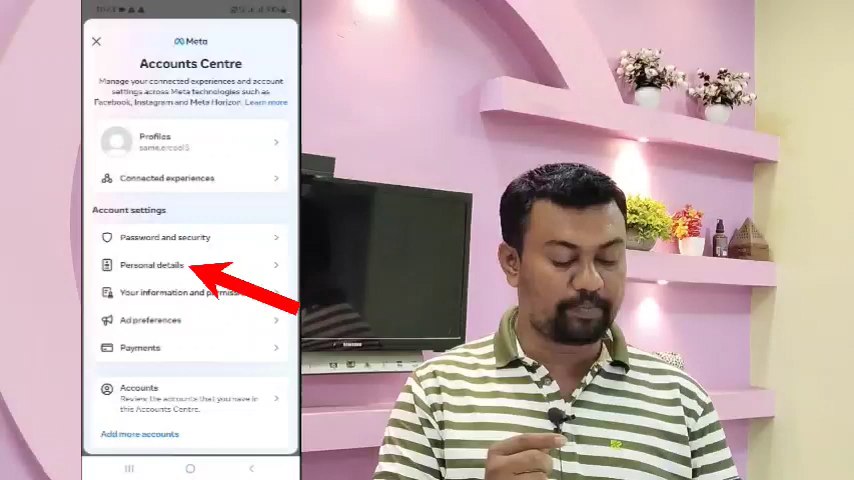 Meta
Accounts Centre
Manage your connected experiences and account
settings across Meta technologies such as
Facebook, Instagram and Meta Horizon. Learn more
Profiles
Connected experiences
Account settings
Password and security
Personal details
Your information and
Ad preferences
Payments
Accounts
Review the accounts that you have in
this Accounts Centre.
Add more accounts
SAMSUNG